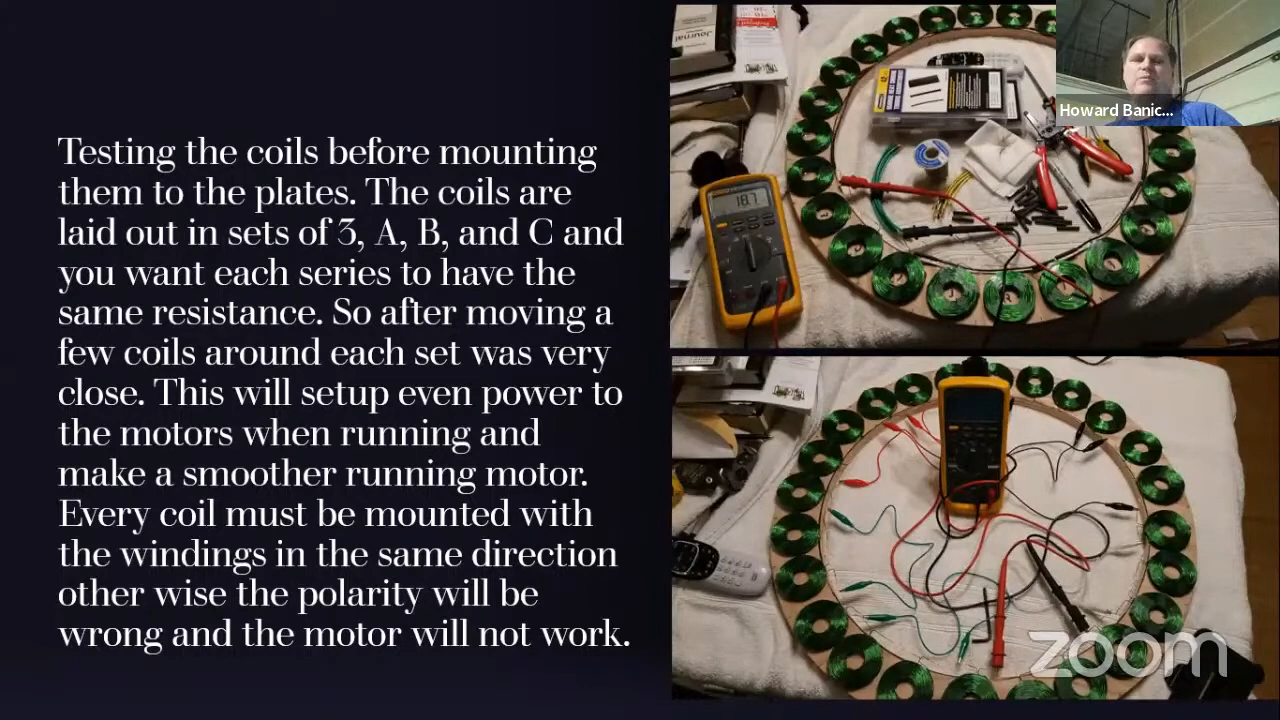 Testing the coils before mounting
them to the plates. The coils are
laid out in sets of 3, A, B, and C and
you want each series to have the
same resistance. So after moving a
few coils around each set was very
close. This will setup even power to
the motors when running and
make a smoother running motor.
Every coil must be mounted with
the windings in the same direction
other wise the polarity will be
wrong and the motor will not work.
Journal
18.7
Howard Banic...
zoom